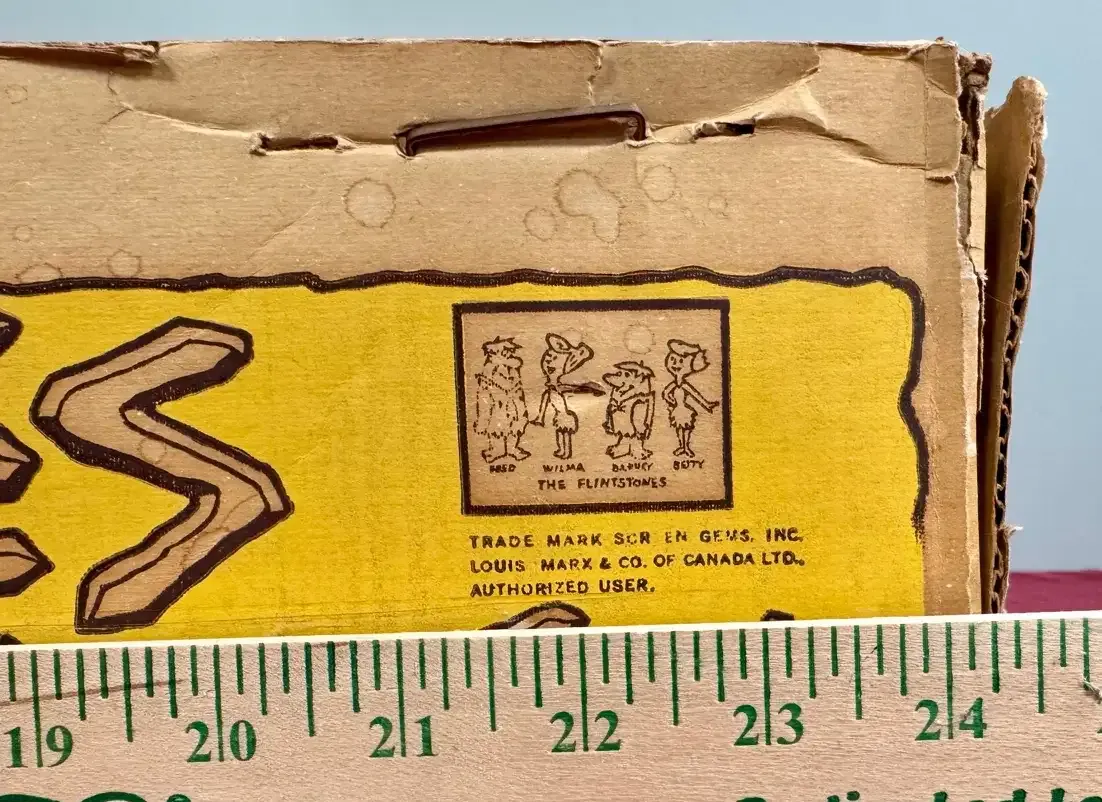 S
FRED WILMA BARNEY BETTY
THE FLINTSTONES
TRADE MARK SCR EN GEMS, INC.
LOUIS MARX & CO. OF CANADA LTD.,
AUTHORIZED USER.
19 20 21 22 23 24